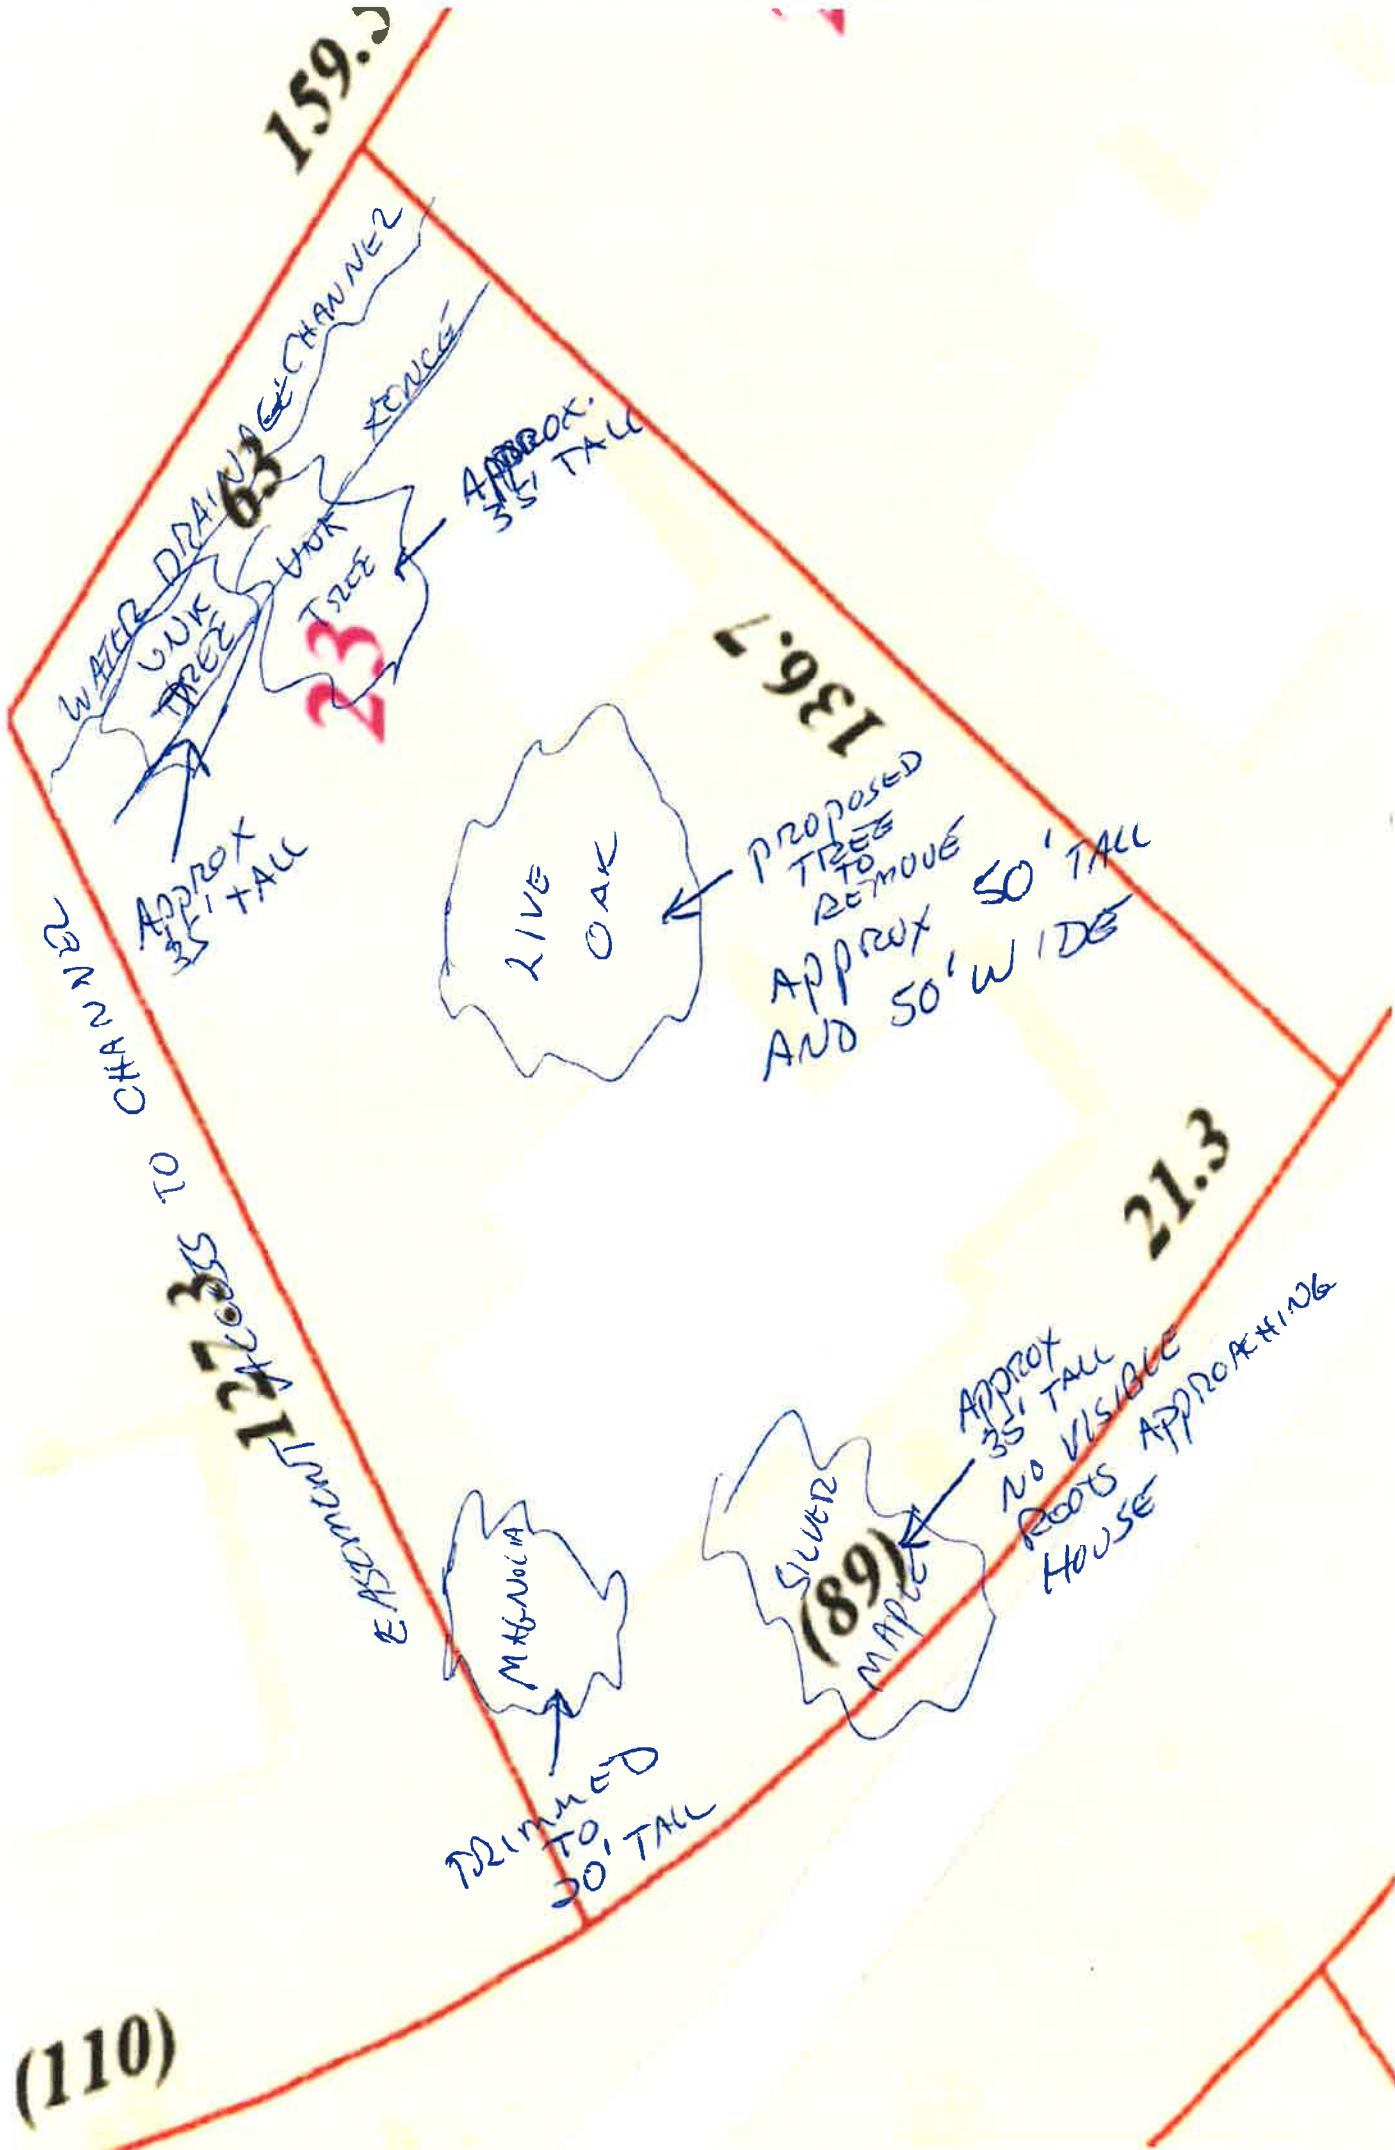 159.5
WATER DRAINAGE CHANNEL
63
FENCE
UNK
TREE
UNK
TREE
APPROX.
35' TALL
23
APPROX
35' TALL
136.7
LIVE
OAK
PROPOSED
TREE
TO
REMOVE
APPROX 50' TALL
AND 50' WIDE
EASEMENT ACCESS TO CHANNEL
127.3
21.3
APPROX
35' TALL
NO VISIBLE
ROOTS APPROACHING
HOUSE
SILVER
MAPLE
(89)
MAGNOLIA
TRIMMED
TO
20' TALL
(110)